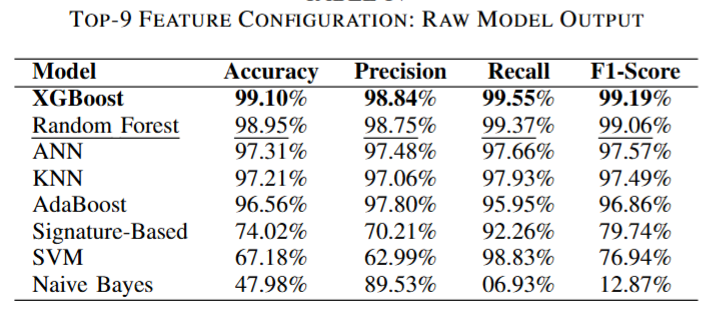 TOP-9 FEATURE CONFIGURATION: RAW MODEL OUTPUT
Model Accuracy Precision Recall F1-Score
XGBoost 99.10% 98.84% 99.55% 99.19%
Random Forest 98.95% 98.75% 99.37% 99.06%
ANN 97.31% 97.48% 97.66% 97.57%
KNN 97.21% 97.06% 97.93% 97.49%
AdaBoost 96.56% 97.80% 95.95% 96.86%
Signature-Based 74.02% 70.21% 92.26% 79.74%
SVM 67.18% 62.99% 98.83% 76.94%
Naive Bayes 47.98% 89.53% 06.93% 12.87%